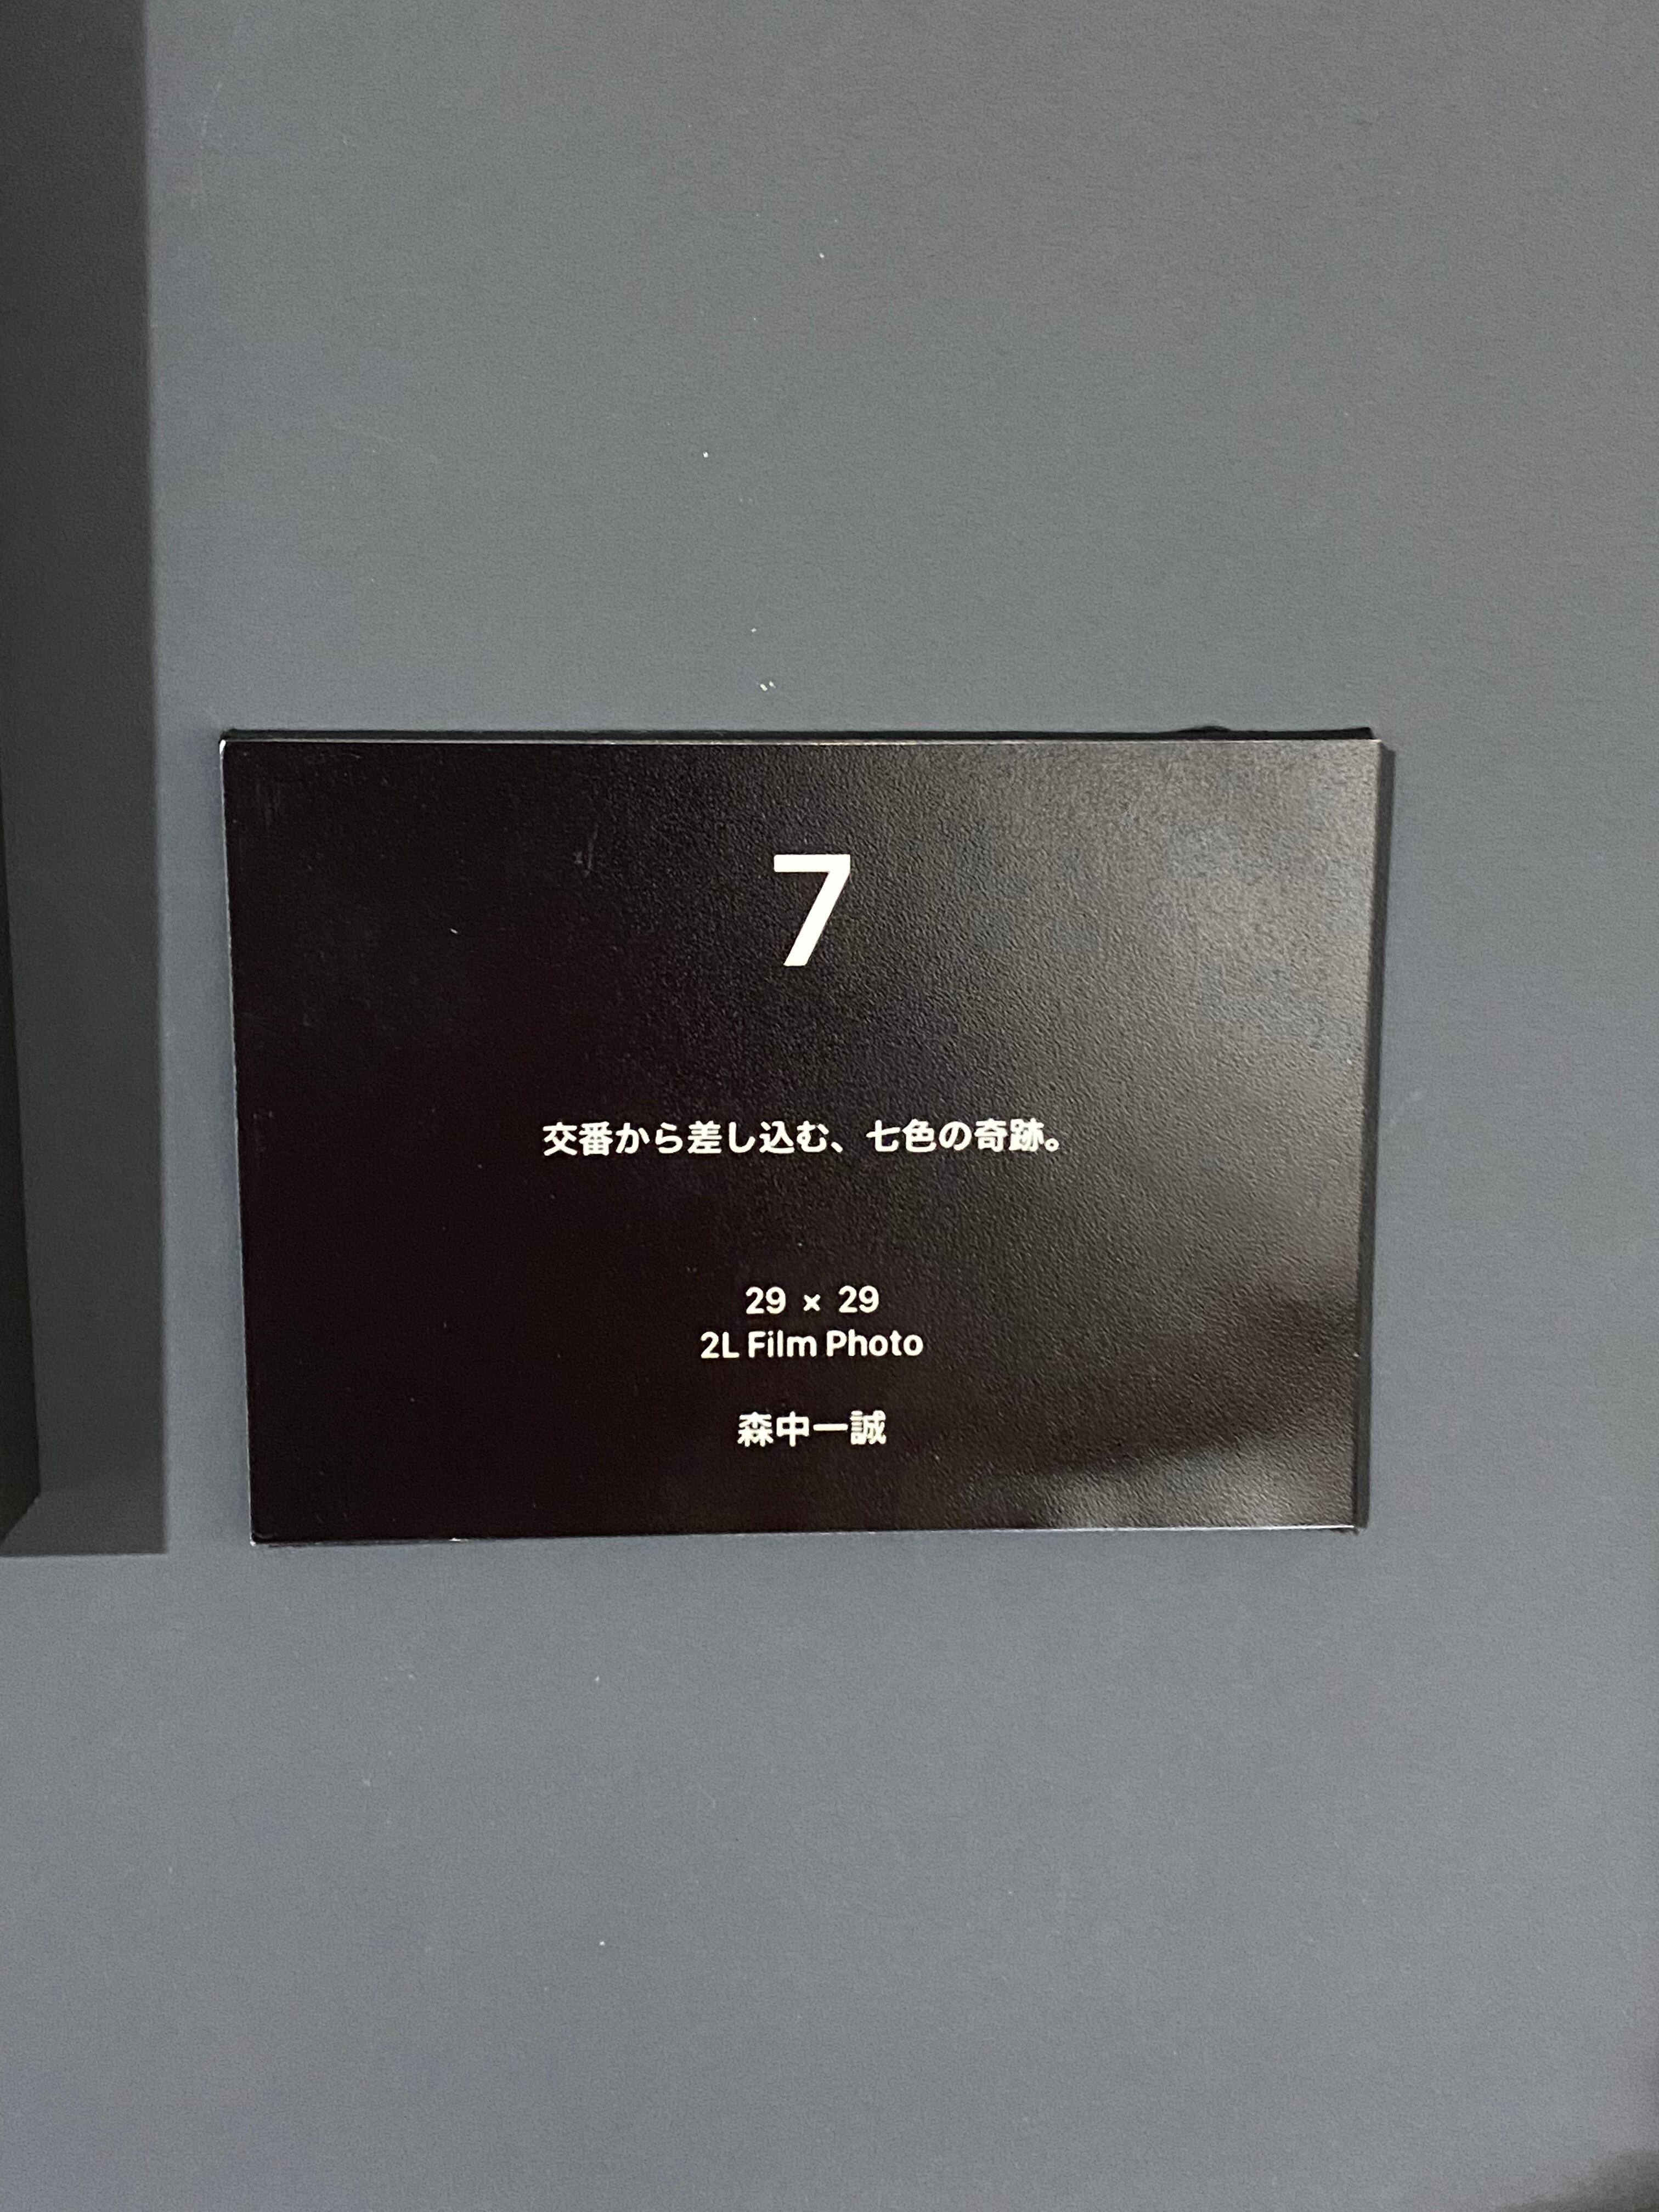 7
交番から差し込む、七色の奇跡。
29 × 29
2L Film Photo
森中一誠